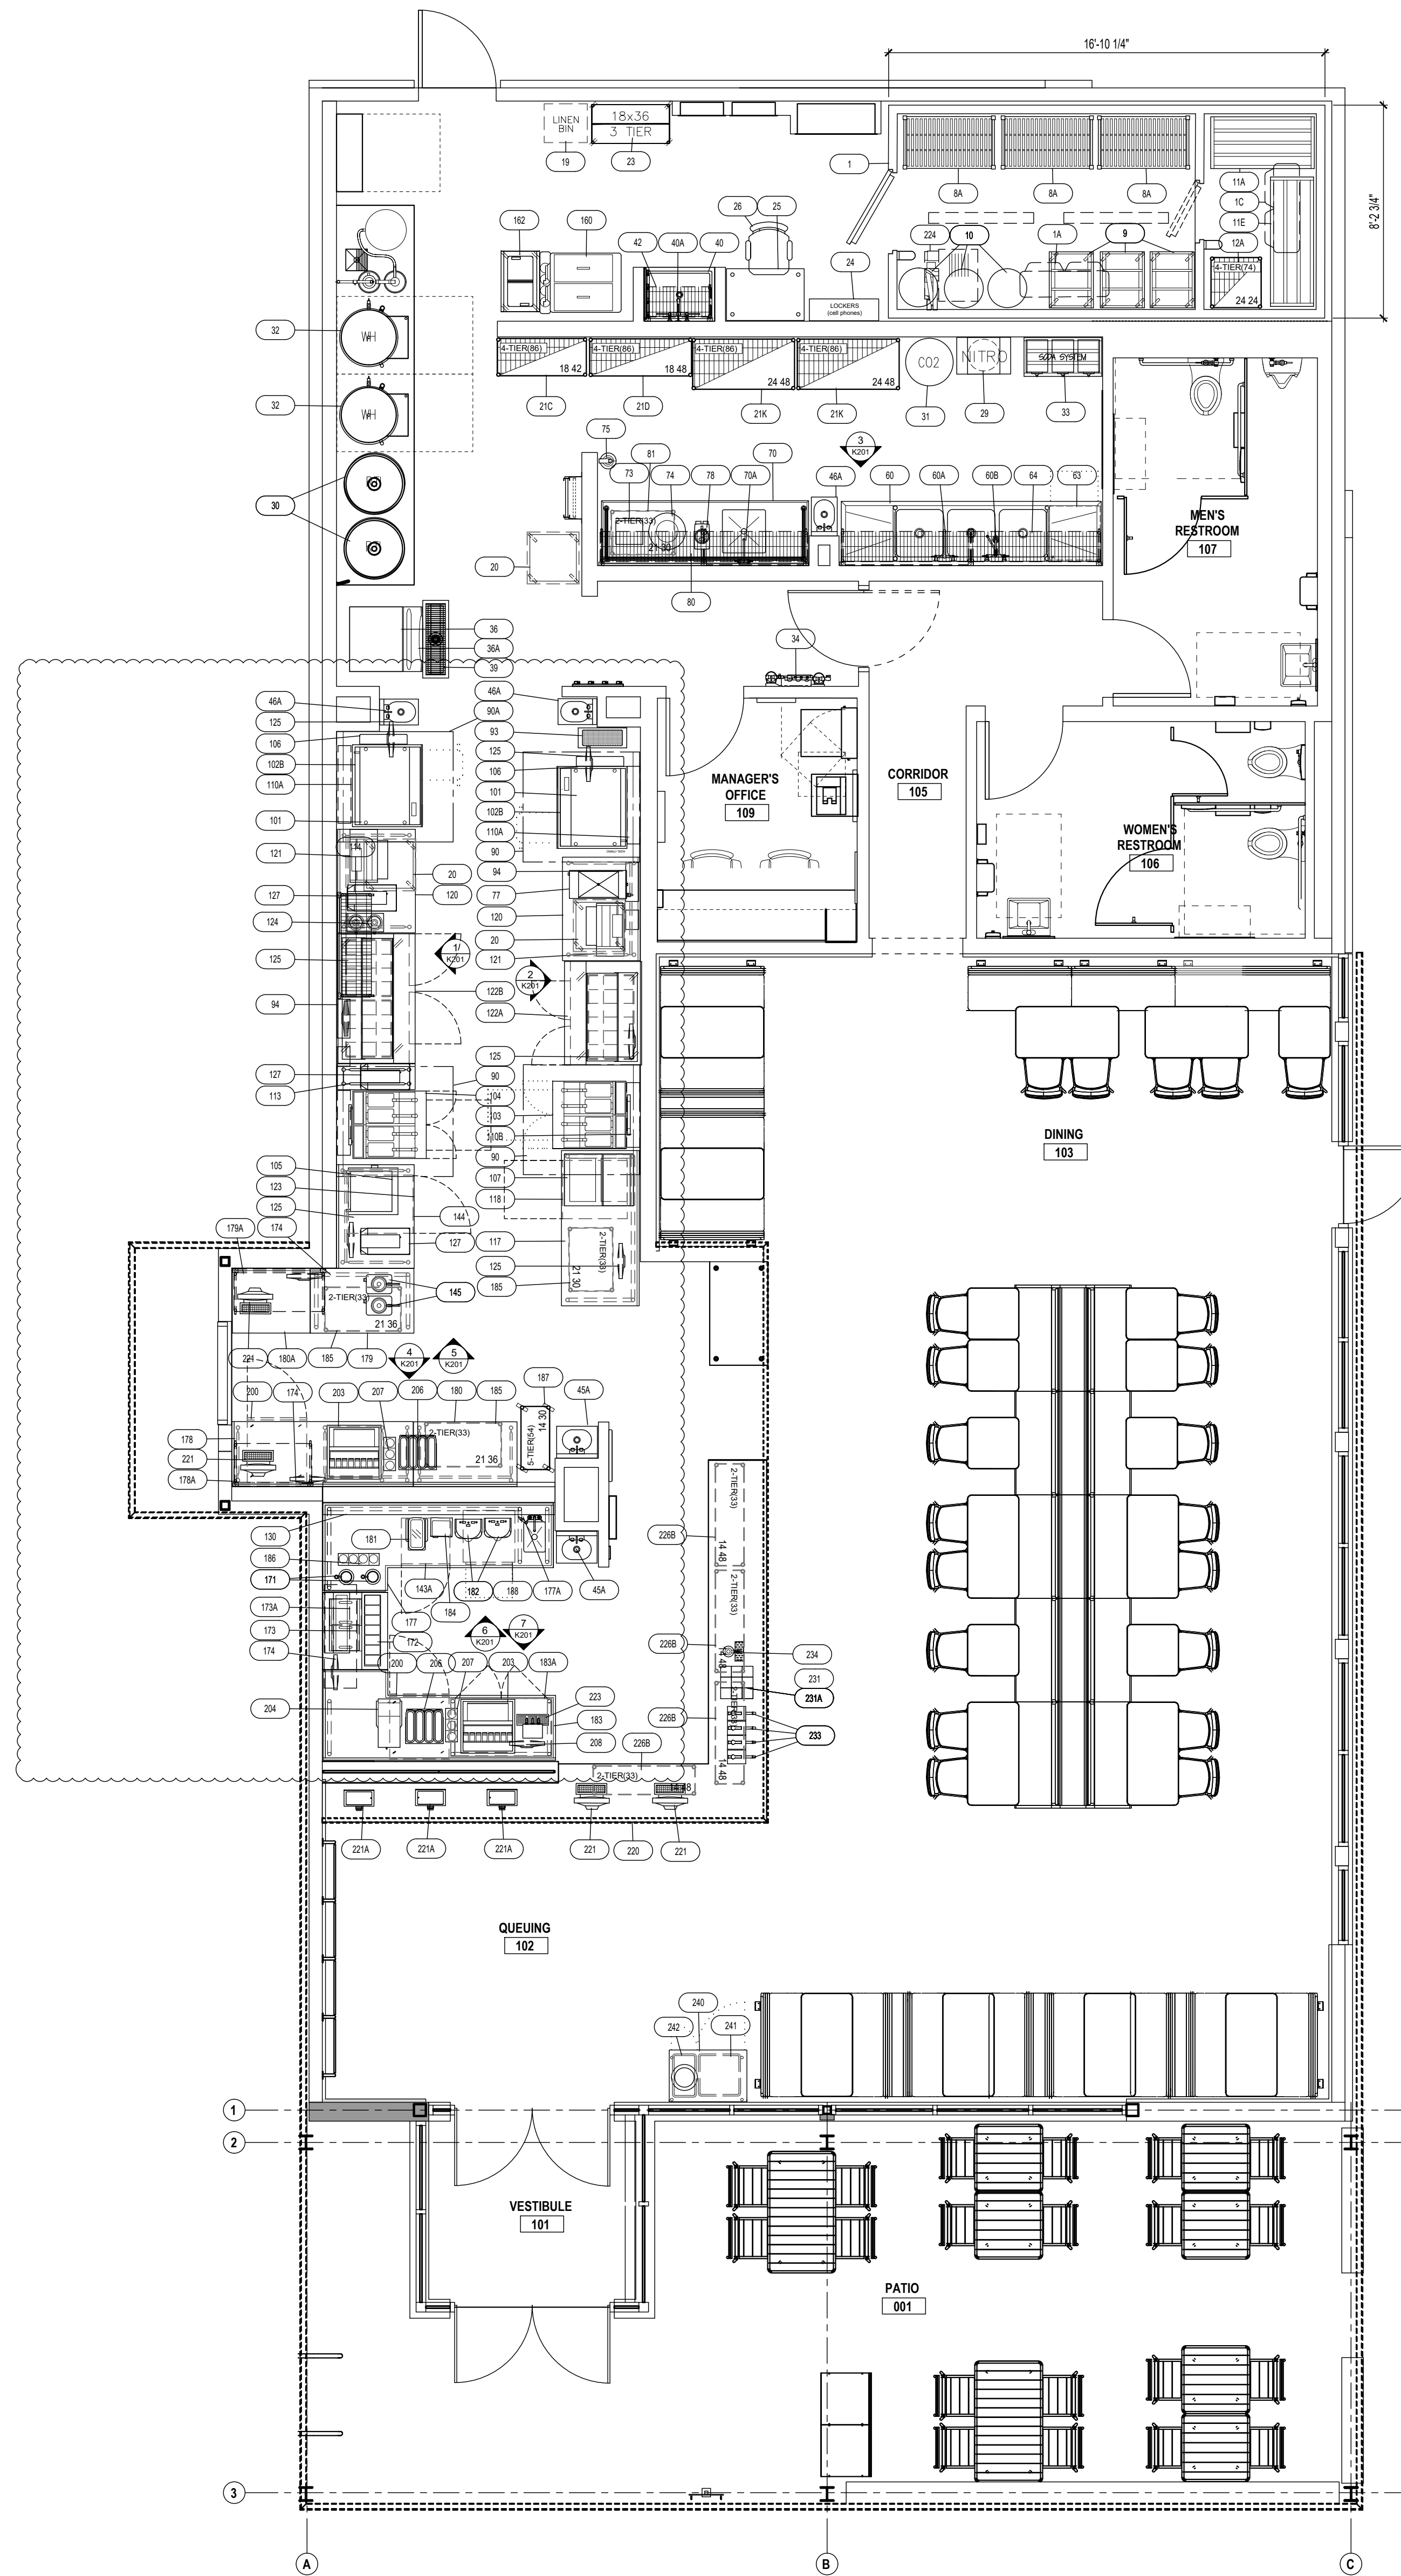 16'-10 1/4"
8'-2 3/4"
LINEN
BIN
18x36
3 TIER
19
23
1
8A
8A
8A
11A
1C
11E
12A
26
25
162
160
42
40A
40
24
224
10
1A
9
4-TIER(74)
24 24
LOCKERS
(cell phones)
WH
32
WH
32
4-TIER(86)
18 42
4-TIER(86)
18 48
4-TIER(86)
24 48
4-TIER(86)
24 48
CO2
NITRO
SODA SYSTEM
21C
21D
21K
21K
31
29
33
75
81
70
3
K201
73
74
78
70A
46A
60
60A
60B
64
63
2-TIER(33)
21 30
30
20
80
MEN'S
RESTROOM
107
36
36A
39
34
46A
125
106
102B
110A
101
121
127
124
125
94
127
113
105
123
125
46A
90A
93
125
106
101
102B
110A
90
94
77
120
20
121
114
20
120
MANAGER'S
OFFICE
109
CORRIDOR
105
WOMEN'S
RESTROOM
106
1/
K201
2
K201
122B
122A
125
90
104
103
110B
90
107
118
144
127
117
125
185
2-TIER(33)
21 30
DINING
103
179A
174
2-TIER(33)
21 36
145
221
180A
185
179
4
K201
5
K201
200
174
203
207
206
180
185
187
45A
2-TIER(33)
21 36
5-TIER(54)
14 30
178
221
178A
130
181
186
171
143A
182
188
177A
45A
184
173A
173
174
177
172
6
K201
7
K201
200
206
207
203
183A
204
223
183
208
2-TIER(33)
226B
14 48
2-TIER(33)
226B
14 48
2-TIER(33)
226B
14 48
234
231
231A
233
226B
2-TIER(33)
14 48
221A
221A
221A
221
220
221
QUEUING
102
240
242
241
1
2
VESTIBULE
101
PATIO
001
3
A
B
C